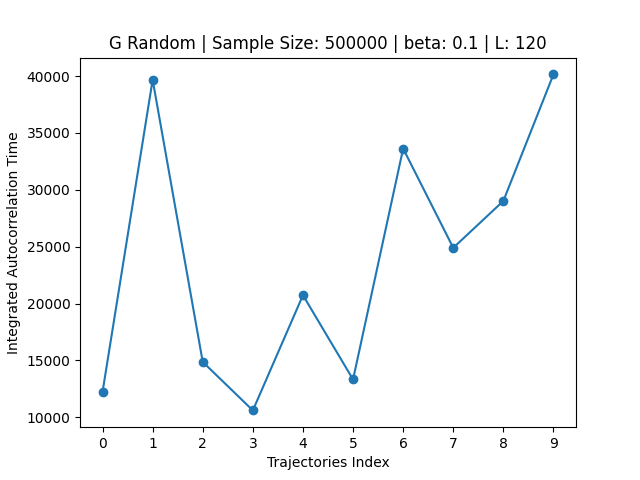 G Random | Sample Size: 500000 | beta: 0.1 | L: 120
Integrated Autocorrelation Time
40000
35000
30000
25000
20000
15000
10000
0 1 2 3 4 5 6 7 8 9
Trajectories Index